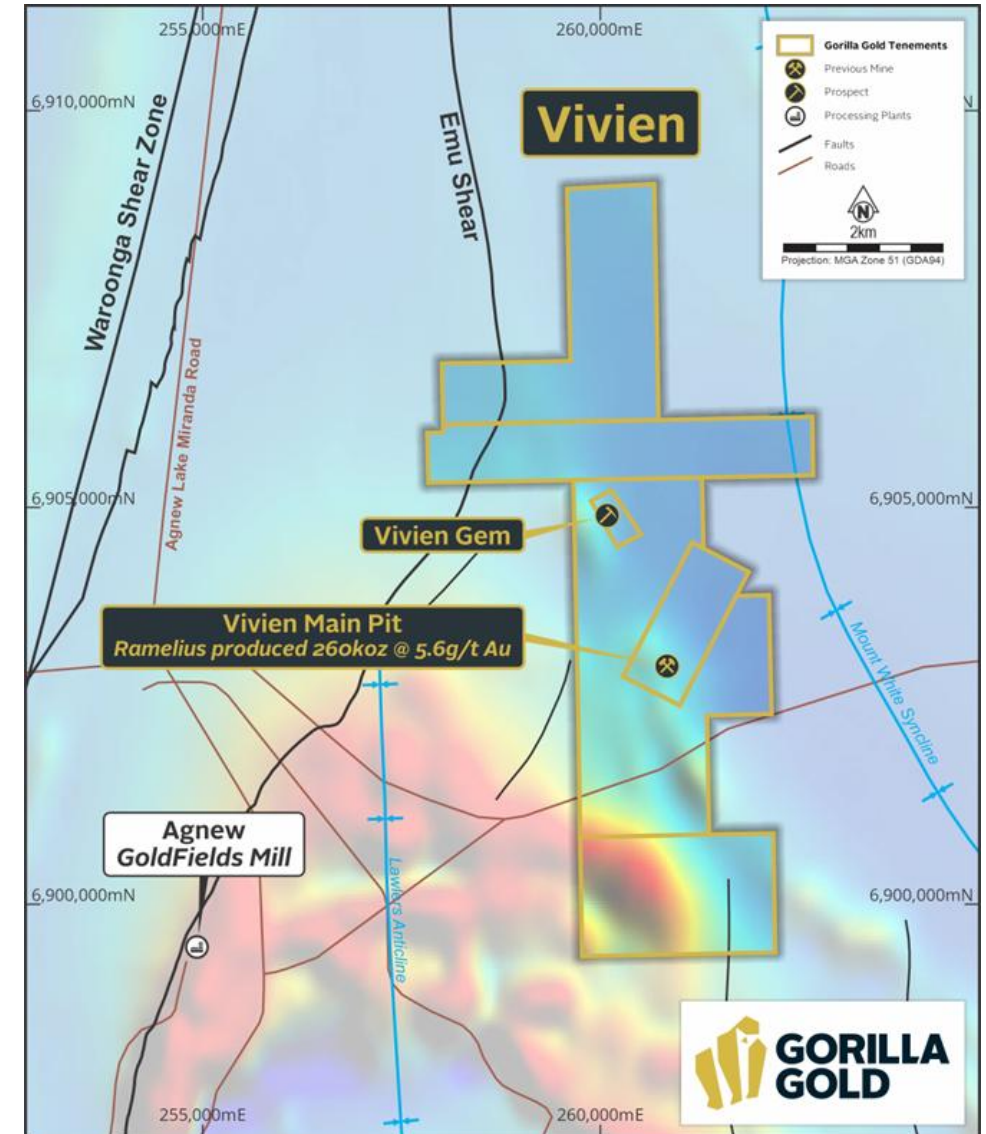 255,000mE
260,000mE
Gorilla Gold Tenements
Previous Mine
Prospect
Processing Plants
Faults
Roads
N
2km
Projection: MGA Zone 51 (GDA94)
6,910,000mN
N
Vivien
Waroonga Shear Zone
Emu Shear
Agnew Lake Miranda Road
6,905,000mN
6,905,000mN
Vivien Gem
Vivien Main Pit
Ramelius produced 260koz @ 5.6g/t Au
Mount White Syncline
Agnew
GoldFields Mill
Lawlers Anticline
6,900,000mN
6,900,000mN
GORILLA
GOLD
255,000mE
260,000mE